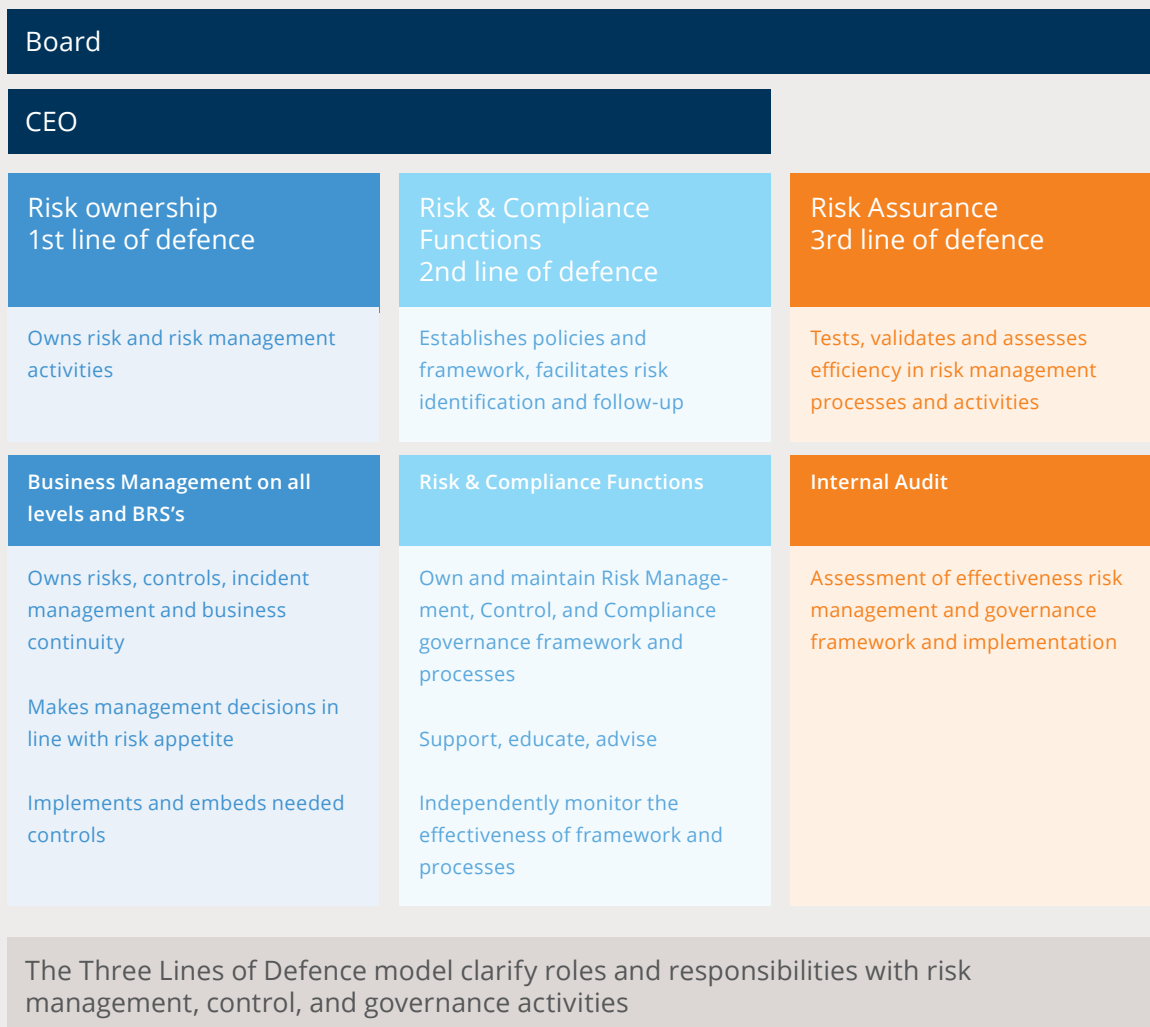 Board
CEO
Risk ownership
1st line of defence
Owns risk and risk management
activities
Business Management on all
levels and BRS’s
Owns risks, controls, incident
management and business
continuity
Makes management decisions in
line with risk appetite
Implements and embeds needed
controls
Risk & Compliance
Functions
2nd line of defence
Establishes policies and
framework, facilitates risk
identification and follow-up
Risk & Compliance Functions
Own and maintain Risk Manage-
ment, Control, and Compliance
governance framework and
processes
Support, educate, advise
Independently monitor the
effectiveness of framework and
processes
Risk Assurance
3rd line of defence
Tests, validates and assesses
efficiency in risk management
processes and activities
Internal Audit
Assessment of effectiveness risk
management and governance
framework and implementation
The Three Lines of Defence model clarify roles and responsibilities with risk
management, control, and governance activities